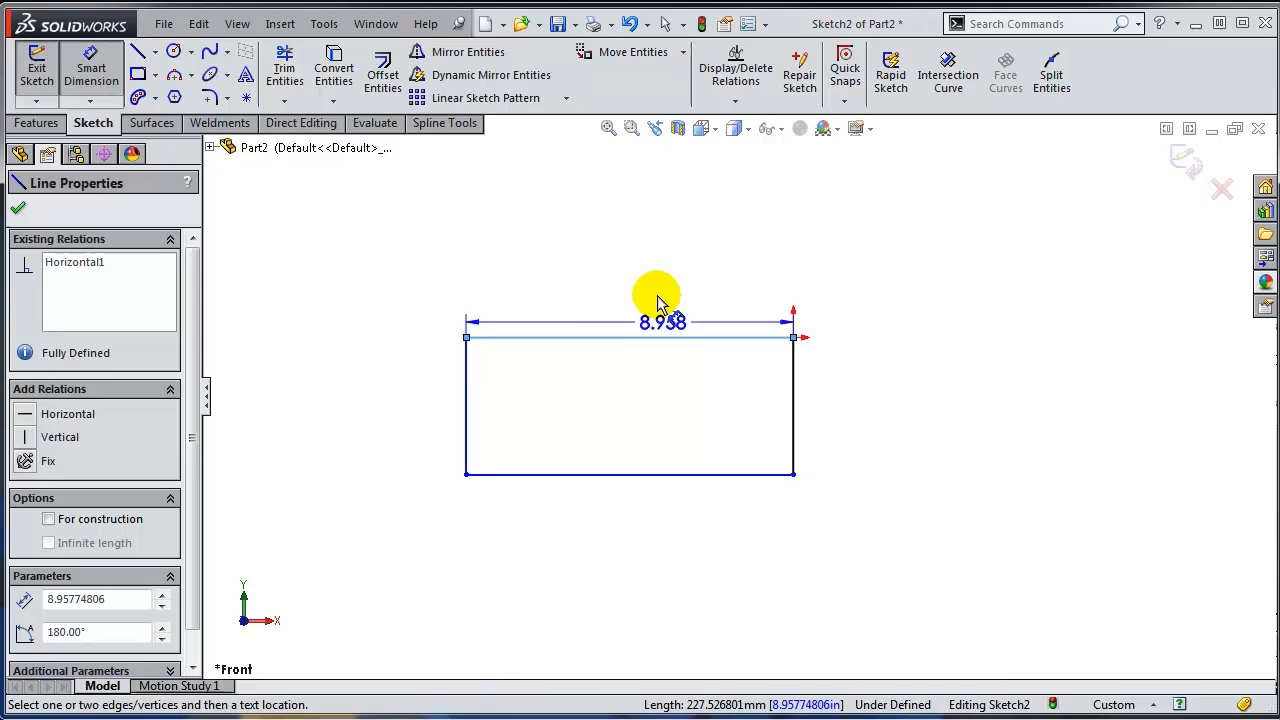 SOLIDWORKS File Edit View Insert Tools Window Help Sketch2 of Part2 * Search Commands
Exit Sketch
Smart Dimension
Trim Entities
Convert Entities
Offset Entities
Mirror Entities
Dynamic Mirror Entities
Linear Sketch Pattern
Move Entities
Display/Delete Relations
Repair Sketch
Quick Snaps
Rapid Sketch
Intersection Curve
Face Curves
Split Entities
Features Sketch Surfaces Weldments Direct Editing Evaluate Spline Tools
Part2 (Default<<Default>_...
Line Properties ?
Existing Relations
Horizontal1
Fully Defined
Add Relations
Horizontal
Vertical
Fix
Options
For construction
Infinite length
Parameters
8.95774806
180.00°
Additional Parameters
8.958
Y
X
*Front
Model Motion Study 1
Select one or two edges/vertices and then a text location. Length: 227.526801mm [8.95774806in] Under Defined Editing Sketch2 Custom ?